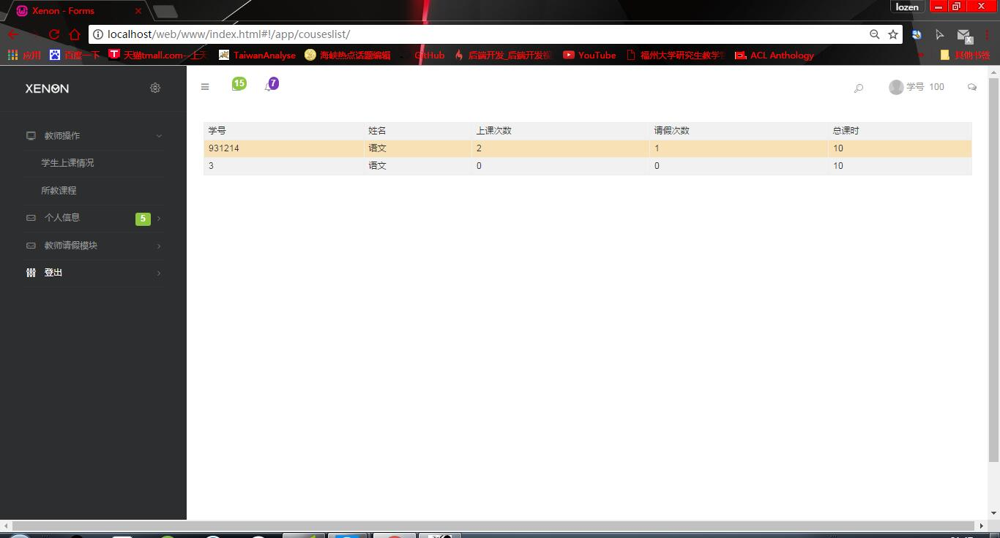 Xenon - Forms
lozen
localhost/web/www/index.html#!/app/couseslist/
应用 百度一下 天猫tmall.com--上天 TaiwanAnalyse 海峡热点话题编辑 GitHub 后端开发_后端开发视 YouTube 福州大学研究生教学管 ACL Anthology 其他书签
XENON
15 7 学号 100
教师操作
学生上课情况
所教课程
个人信息 5
教师请假模块
登出
学号 姓名 上课次数 请假次数 总课时
931214 语文 2 1 10
3 语文 0 0 10